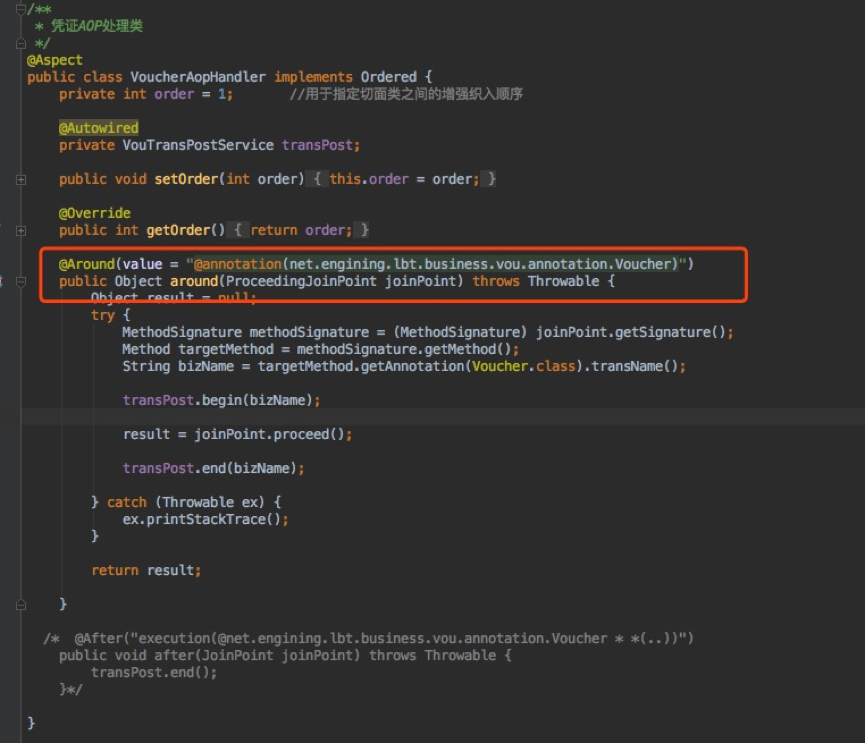 /**
 * 凭证AOP处理类
 */
@Aspect
public class VoucherAopHandler implements Ordered {
    private int order = 1;       //用于指定切面类之间的增强织入顺序
    @Autowired
    private VouTransPostService transPost;
    public void setOrder(int order) { this.order = order; }
    @Override
    public int getOrder() { return order; }
    @Around(value = "@annotation(net.engining.lbt.business.vou.annotation.Voucher)")
    public Object around(ProceedingJoinPoint joinPoint) throws Throwable {
        Object result = null;
        try {
            MethodSignature methodSignature = (MethodSignature) joinPoint.getSignature();
            Method targetMethod = methodSignature.getMethod();
            String bizName = targetMethod.getAnnotation(Voucher.class).transName();
            transPost.begin(bizName);
            result = joinPoint.proceed();
            transPost.end(bizName);
        } catch (Throwable ex) {
            ex.printStackTrace();
        }
        return result;
    }
  /*  @After("execution(@net.engining.lbt.business.vou.annotation.Voucher * *(..))")
    public void after(JoinPoint joinPoint) throws Throwable {
        transPost.end();
    }*/
}